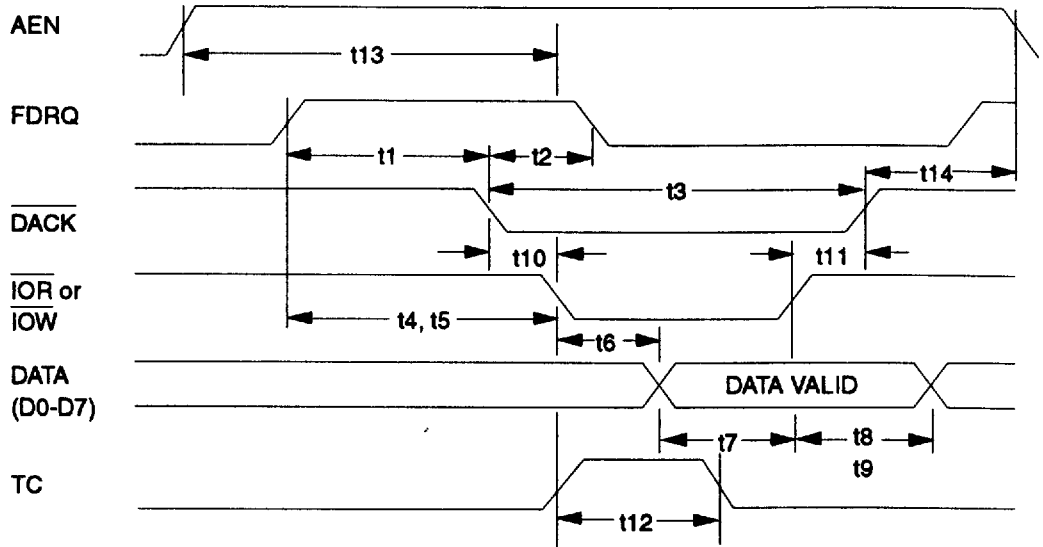 AEN
t13
FDRQ
t1
t2
t3
t14
DACK
t10
t11
IOR or
IOW
t4, t5
t6
DATA
(D0-D7)
DATA VALID
t7
t8
t9
TC
t12